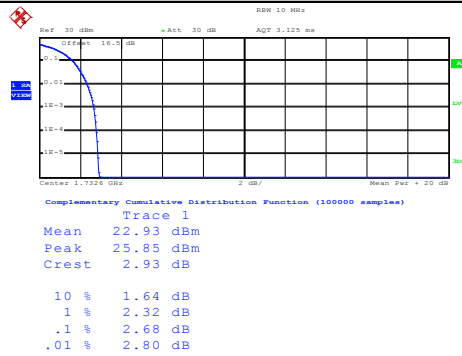 RBW 10 MHz
Ref 30 dBm Att 30 dB AQT 3.125 ms
Offset 16.5 dB
0.1
0.01
1E-3
1E-4
1E-5
1 SA
VIEW
A
LVL
3DB
Center 1.7326 GHz 2 dB/ Mean Pwr + 20 dB
Complementary Cumulative Distribution Function (100000 samples)
Trace 1
Mean 22.93 dBm
Peak 25.85 dBm
Crest 2.93 dB
10 % 1.64 dB
1 % 2.32 dB
.1 % 2.68 dB
.01 % 2.80 dB